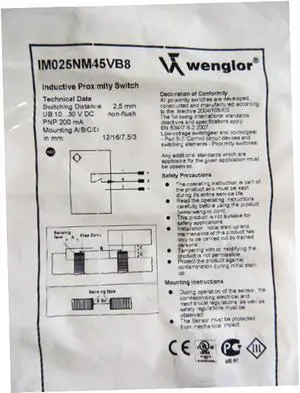 IM025NM45VB8
wenglor®
Inductive Proximity Switch
Technical Data
Switching Distance 2,5 mm
UB 10...30 V DC non-flush
PNP 200 mA
Mounting A/B/C/D
in mm: 12/16/7,5/3
Sensing face
Free Zone
Sensing face
Declaration of Conformity
All proximity switches are developed,
constructed and manufactured according
to the directive 2004/108/EG
The following international standards,
directives and specifications apply:
EN 60947-5-2:2007
Low-voltage switchgear and controlgear
- Part 5-2: Control circuit devices and
switching elements - Proximity switches.
Any additional standards which are
applicable for the given application must
be observed.
Safety Precautions
• The operating instruction is part of
the product and must be kept
during its entire service life.
• Read the operating instructions
carefully before using the product
(www.wenglor.com).
• This product is not suitable for
safety applications
• Installation, initial start-up and
maintenance of this product has
only to be carried out by trained
personnel.
• Tampering with or modifying the
product is not permissible.
• Protect the product against
contamination during initial start-
up.
Mounting Instructions
• During operation of the sensor, the
corresponding electrical and
mechanical regulations, as well as
safety regulations must be
observed.
• The Sensor must be protected
from mechanical impact.
CE